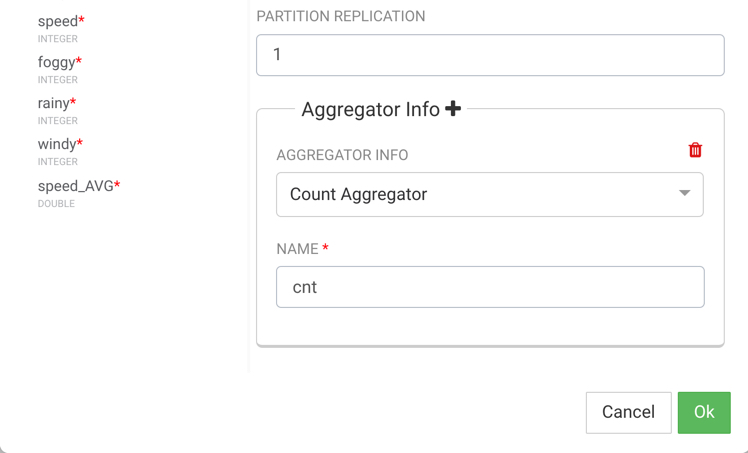 speed*
INTEGER
foggy*
INTEGER
rainy*
INTEGER
windy*
INTEGER
speed_AVG*
DOUBLE
PARTITION REPLICATION
1
Aggregator Info +
AGGREGATOR INFO
Count Aggregator
NAME *
cnt
Cancel
Ok